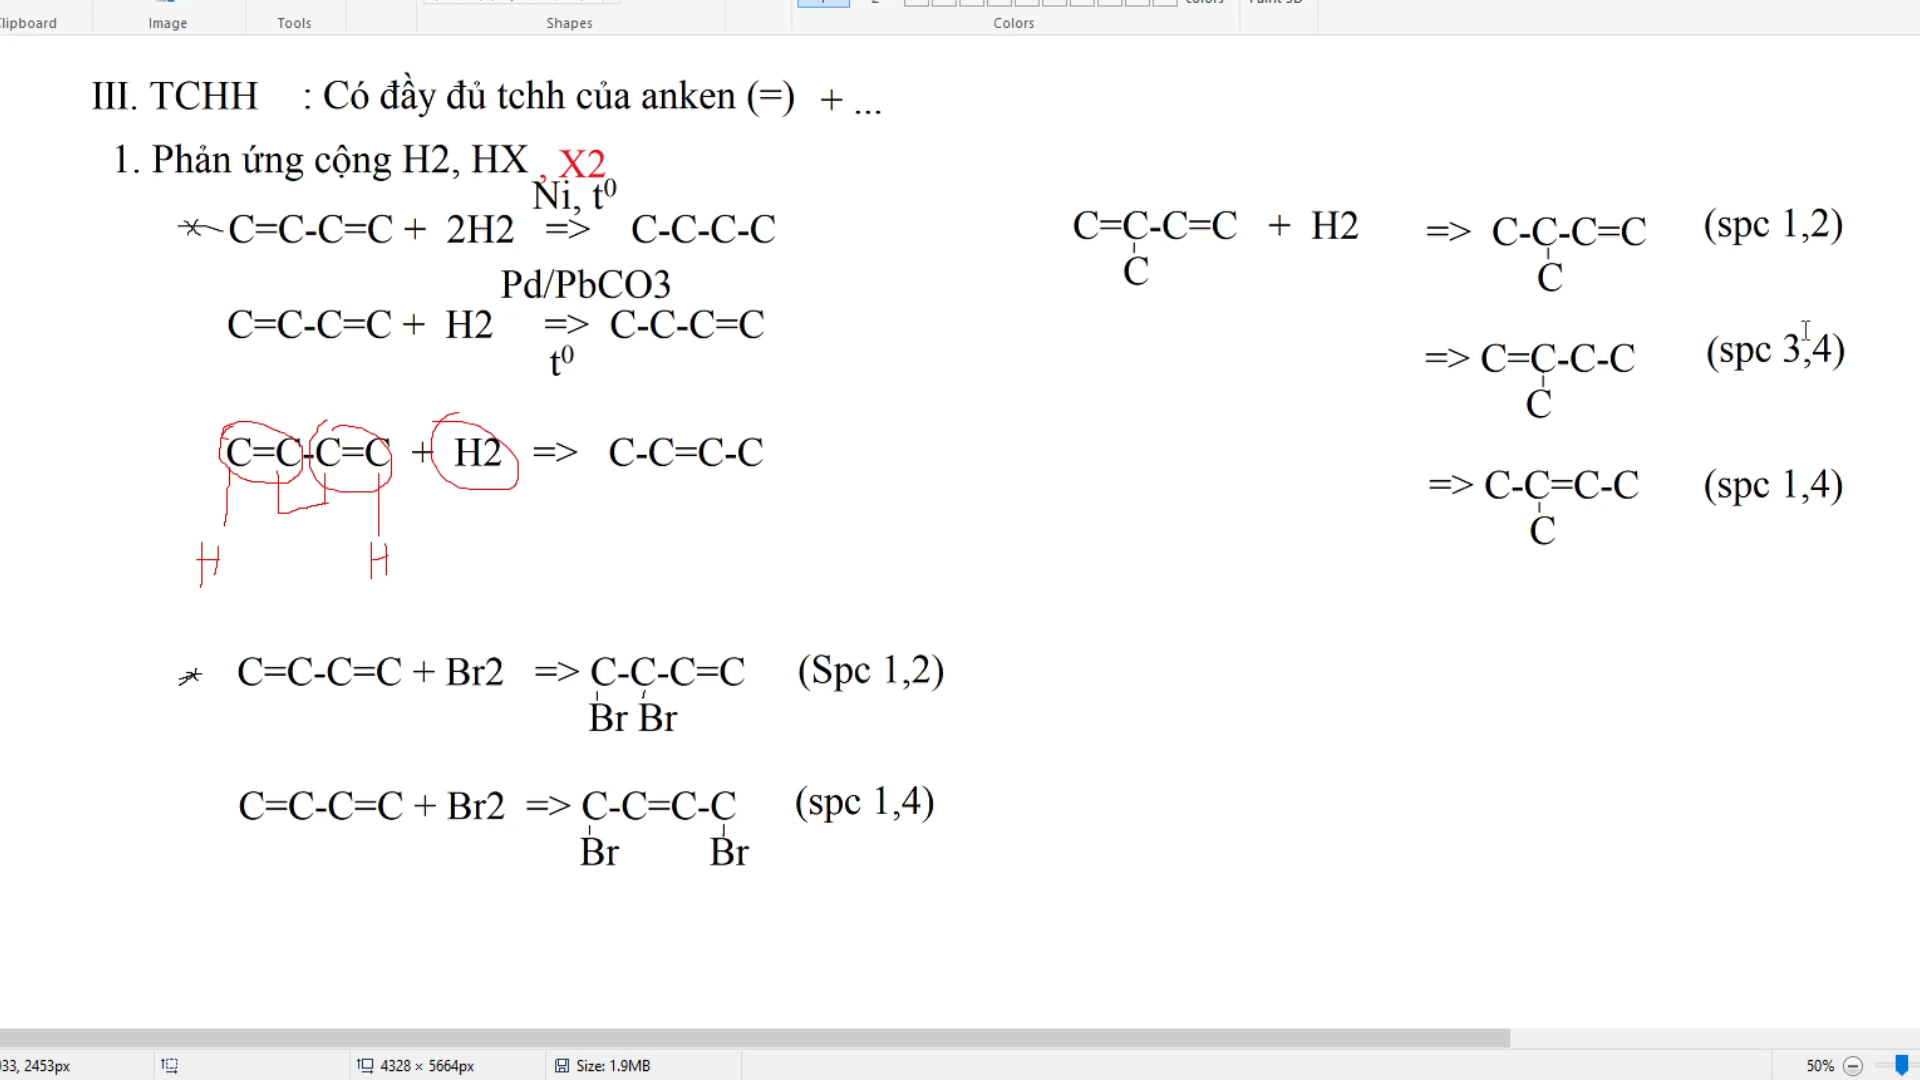 Clipboard Image Tools Shapes Colors
III. TCHH : Có đầy đủ tchh của anken (=) + ...
1. Phản ứng cộng H2, HX , X2
Ni, t0
C=C-C=C + 2H2 => C-C-C-C
Pd/PbCO3
C=C-C=C + H2 => C-C-C=C
t0
C=C-C=C + H2 => C-C=C-C
H H
C=C-C=C + Br2 => C-C-C=C (Spc 1,2)
Br Br
C=C-C=C + Br2 => C-C=C-C (spc 1,4)
Br Br
C=C-C=C + H2 => C-C-C=C (spc 1,2)
C C
=> C=C-C-C (spc 3,4)
C
=> C-C=C-C (spc 1,4)
C
33, 2453px 4328 × 5664px Size: 1.9MB 50%